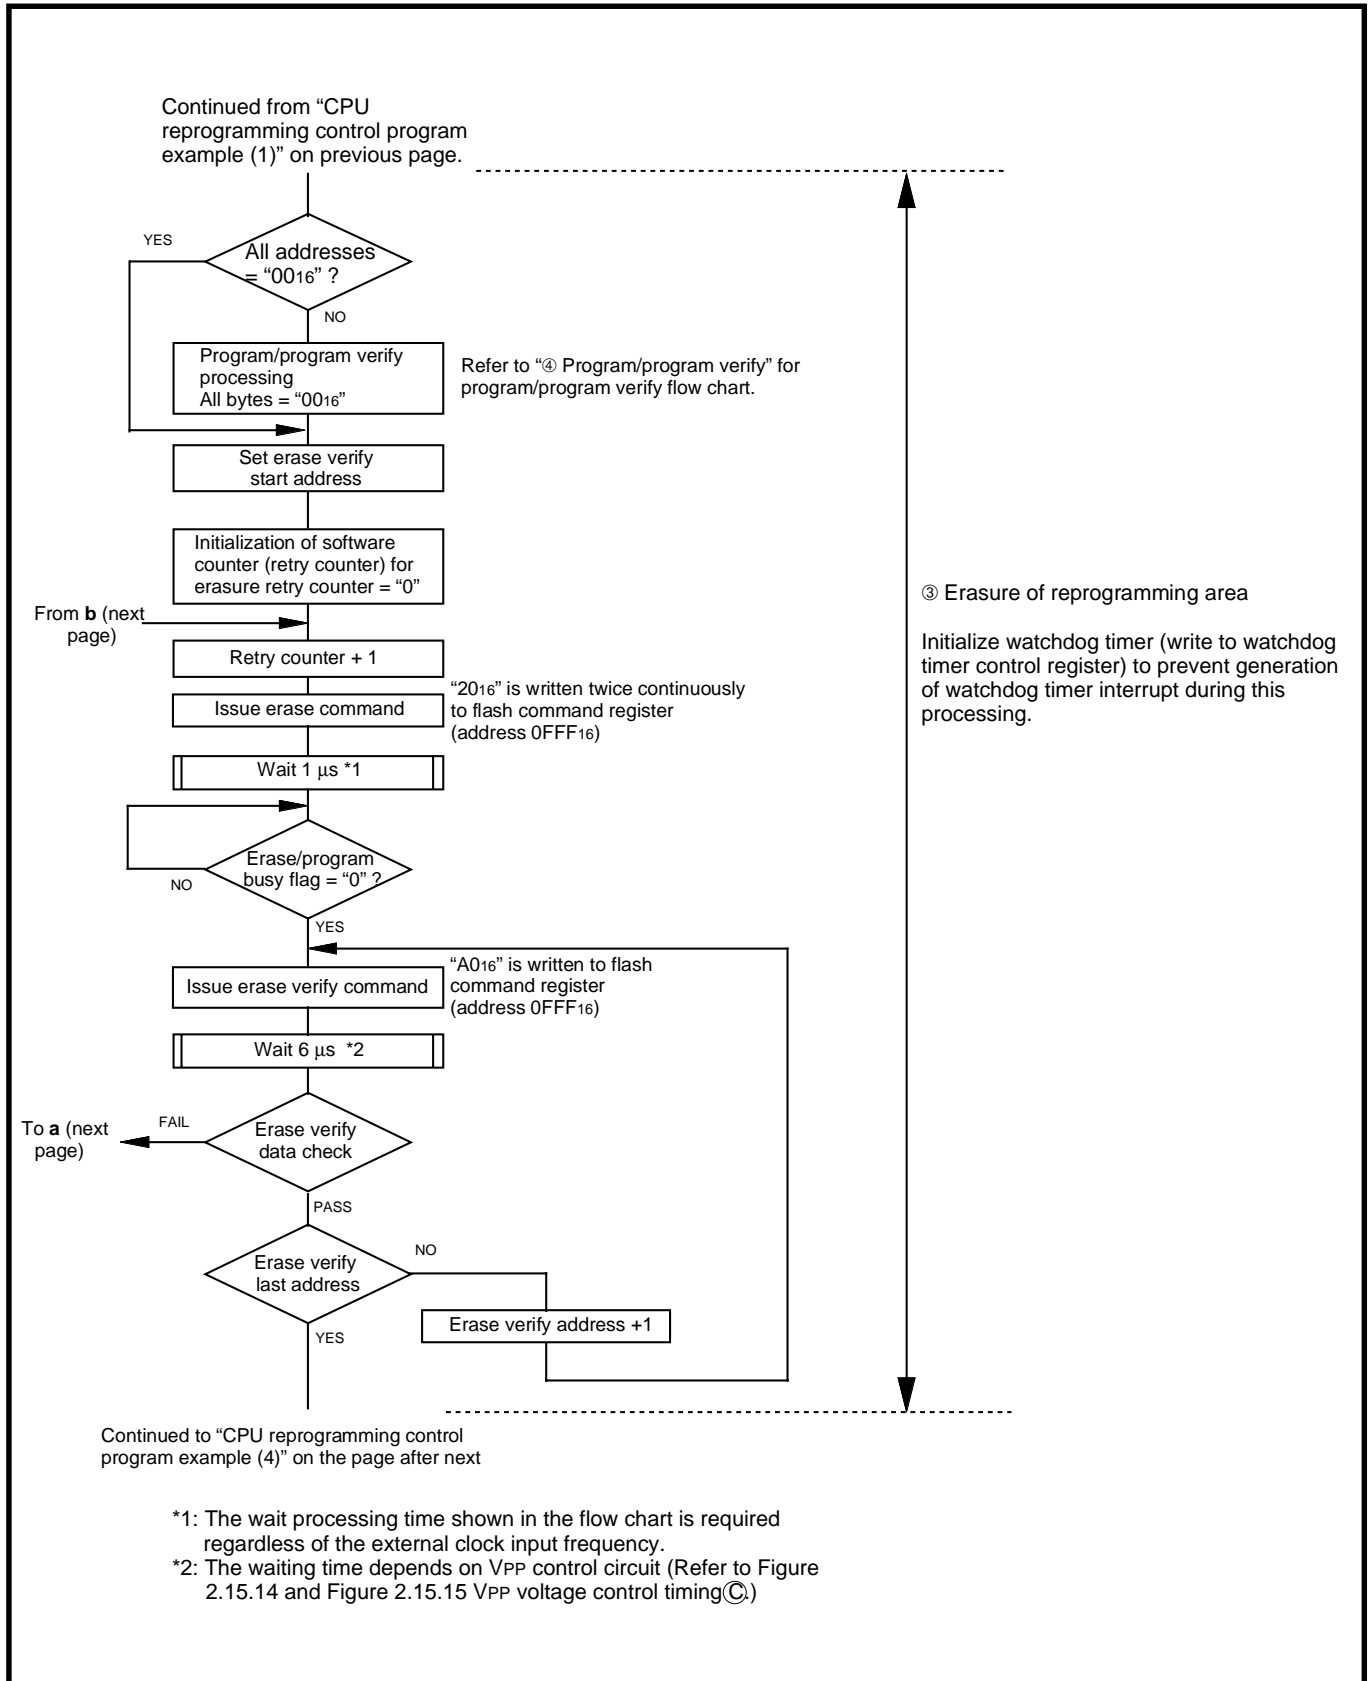 Continued from “CPU
reprogramming control program
example (1)” on previous page.
YES
All addresses
= “0016” ?
NO
Program/program verify
processing
All bytes = “0016”
Refer to “④ Program/program verify” for
program/program verify flow chart.
Set erase verify
start address
Initialization of software
counter (retry counter) for
erasure retry counter = “0”
From b (next
page)
Retry counter + 1
Issue erase command
“2016” is written twice continuously
to flash command register
(address 0FFF16)
Wait 1 μs *1
Erase/program
busy flag = “0” ?
NO
YES
Issue erase verify command
“A016” is written to flash
command register
(address 0FFF16)
Wait 6 μs *2
To a (next
page)
FAIL
Erase verify
data check
PASS
Erase verify
last address
NO
Erase verify address +1
YES
③ Erasure of reprogramming area
Initialize watchdog timer (write to watchdog
timer control register) to prevent generation
of watchdog timer interrupt during this
processing.
Continued to “CPU reprogramming control
program example (4)” on the page after next
*1: The wait processing time shown in the flow chart is required
regardless of the external clock input frequency.
*2: The waiting time depends on VPP control circuit (Refer to Figure
2.15.14 and Figure 2.15.15 VPP voltage control timingⒸ.)